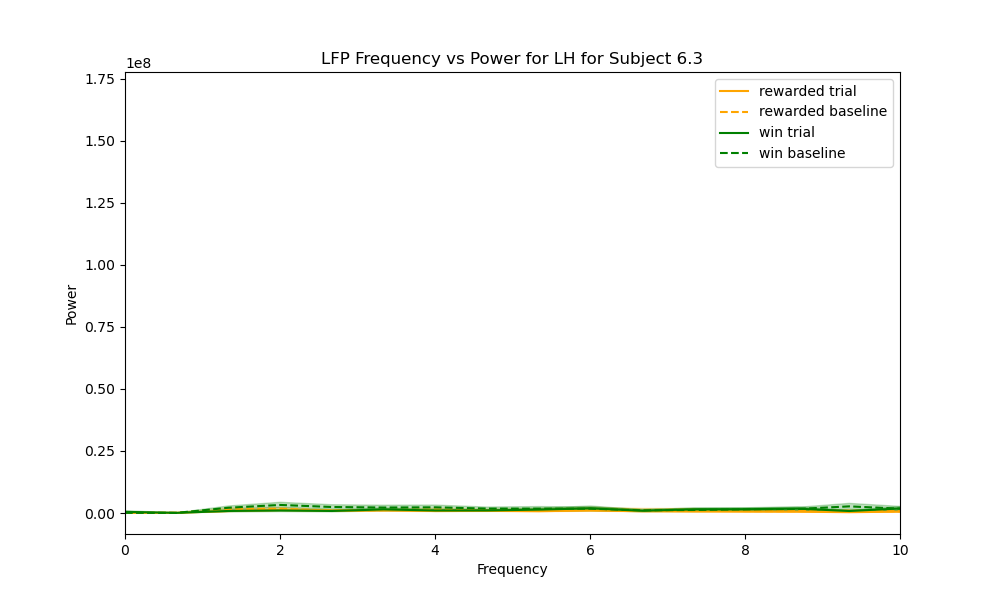 LFP Frequency vs Power for LH for Subject 6.3
1e8
1.75
1.50
1.25
1.00
0.75
0.50
0.25
0.00
Power
0 2 4 6 8 10
Frequency
rewarded trial
rewarded baseline
win trial
win baseline